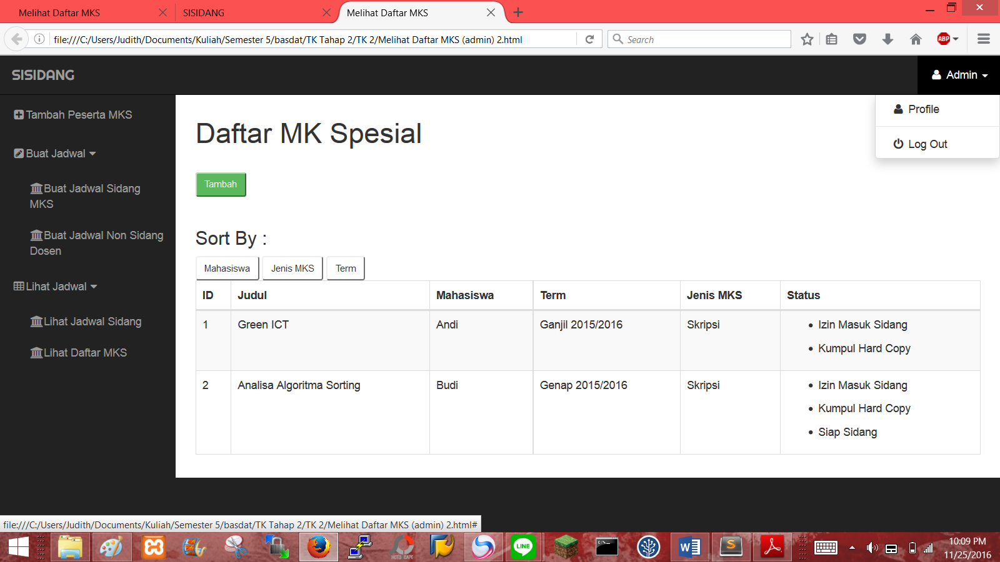 Melihat Daftar MKS
SISIDANG
Melihat Daftar MKS
file:///C:/Users/Judith/Documents/Kuliah/Semester 5/basdat/TK Tahap 2/TK 2/Melihat Daftar MKS (admin) 2.html
Search
ABP
SISIDANG
Admin
Profile
Log Out
Tambah Peserta MKS
Buat Jadwal
Buat Jadwal Sidang
MKS
Buat Jadwal Non Sidang
Dosen
Lihat Jadwal
Lihat Jadwal Sidang
Lihat Daftar MKS
Daftar MK Spesial
Tambah
Sort By :
Mahasiswa Jenis MKS Term
ID Judul Mahasiswa Term Jenis MKS Status
1 Green ICT Andi Ganjil 2015/2016 Skripsi Izin Masuk Sidang
Kumpul Hard Copy
2 Analisa Algoritma Sorting Budi Genap 2015/2016 Skripsi Izin Masuk Sidang
Kumpul Hard Copy
Siap Sidang
file:///C:/Users/Judith/Documents/Kuliah/Semester 5/basdat/TK Tahap 2/TK 2/Melihat Daftar MKS (admin) 2.html#
LINE
10:09 PM
11/25/2016